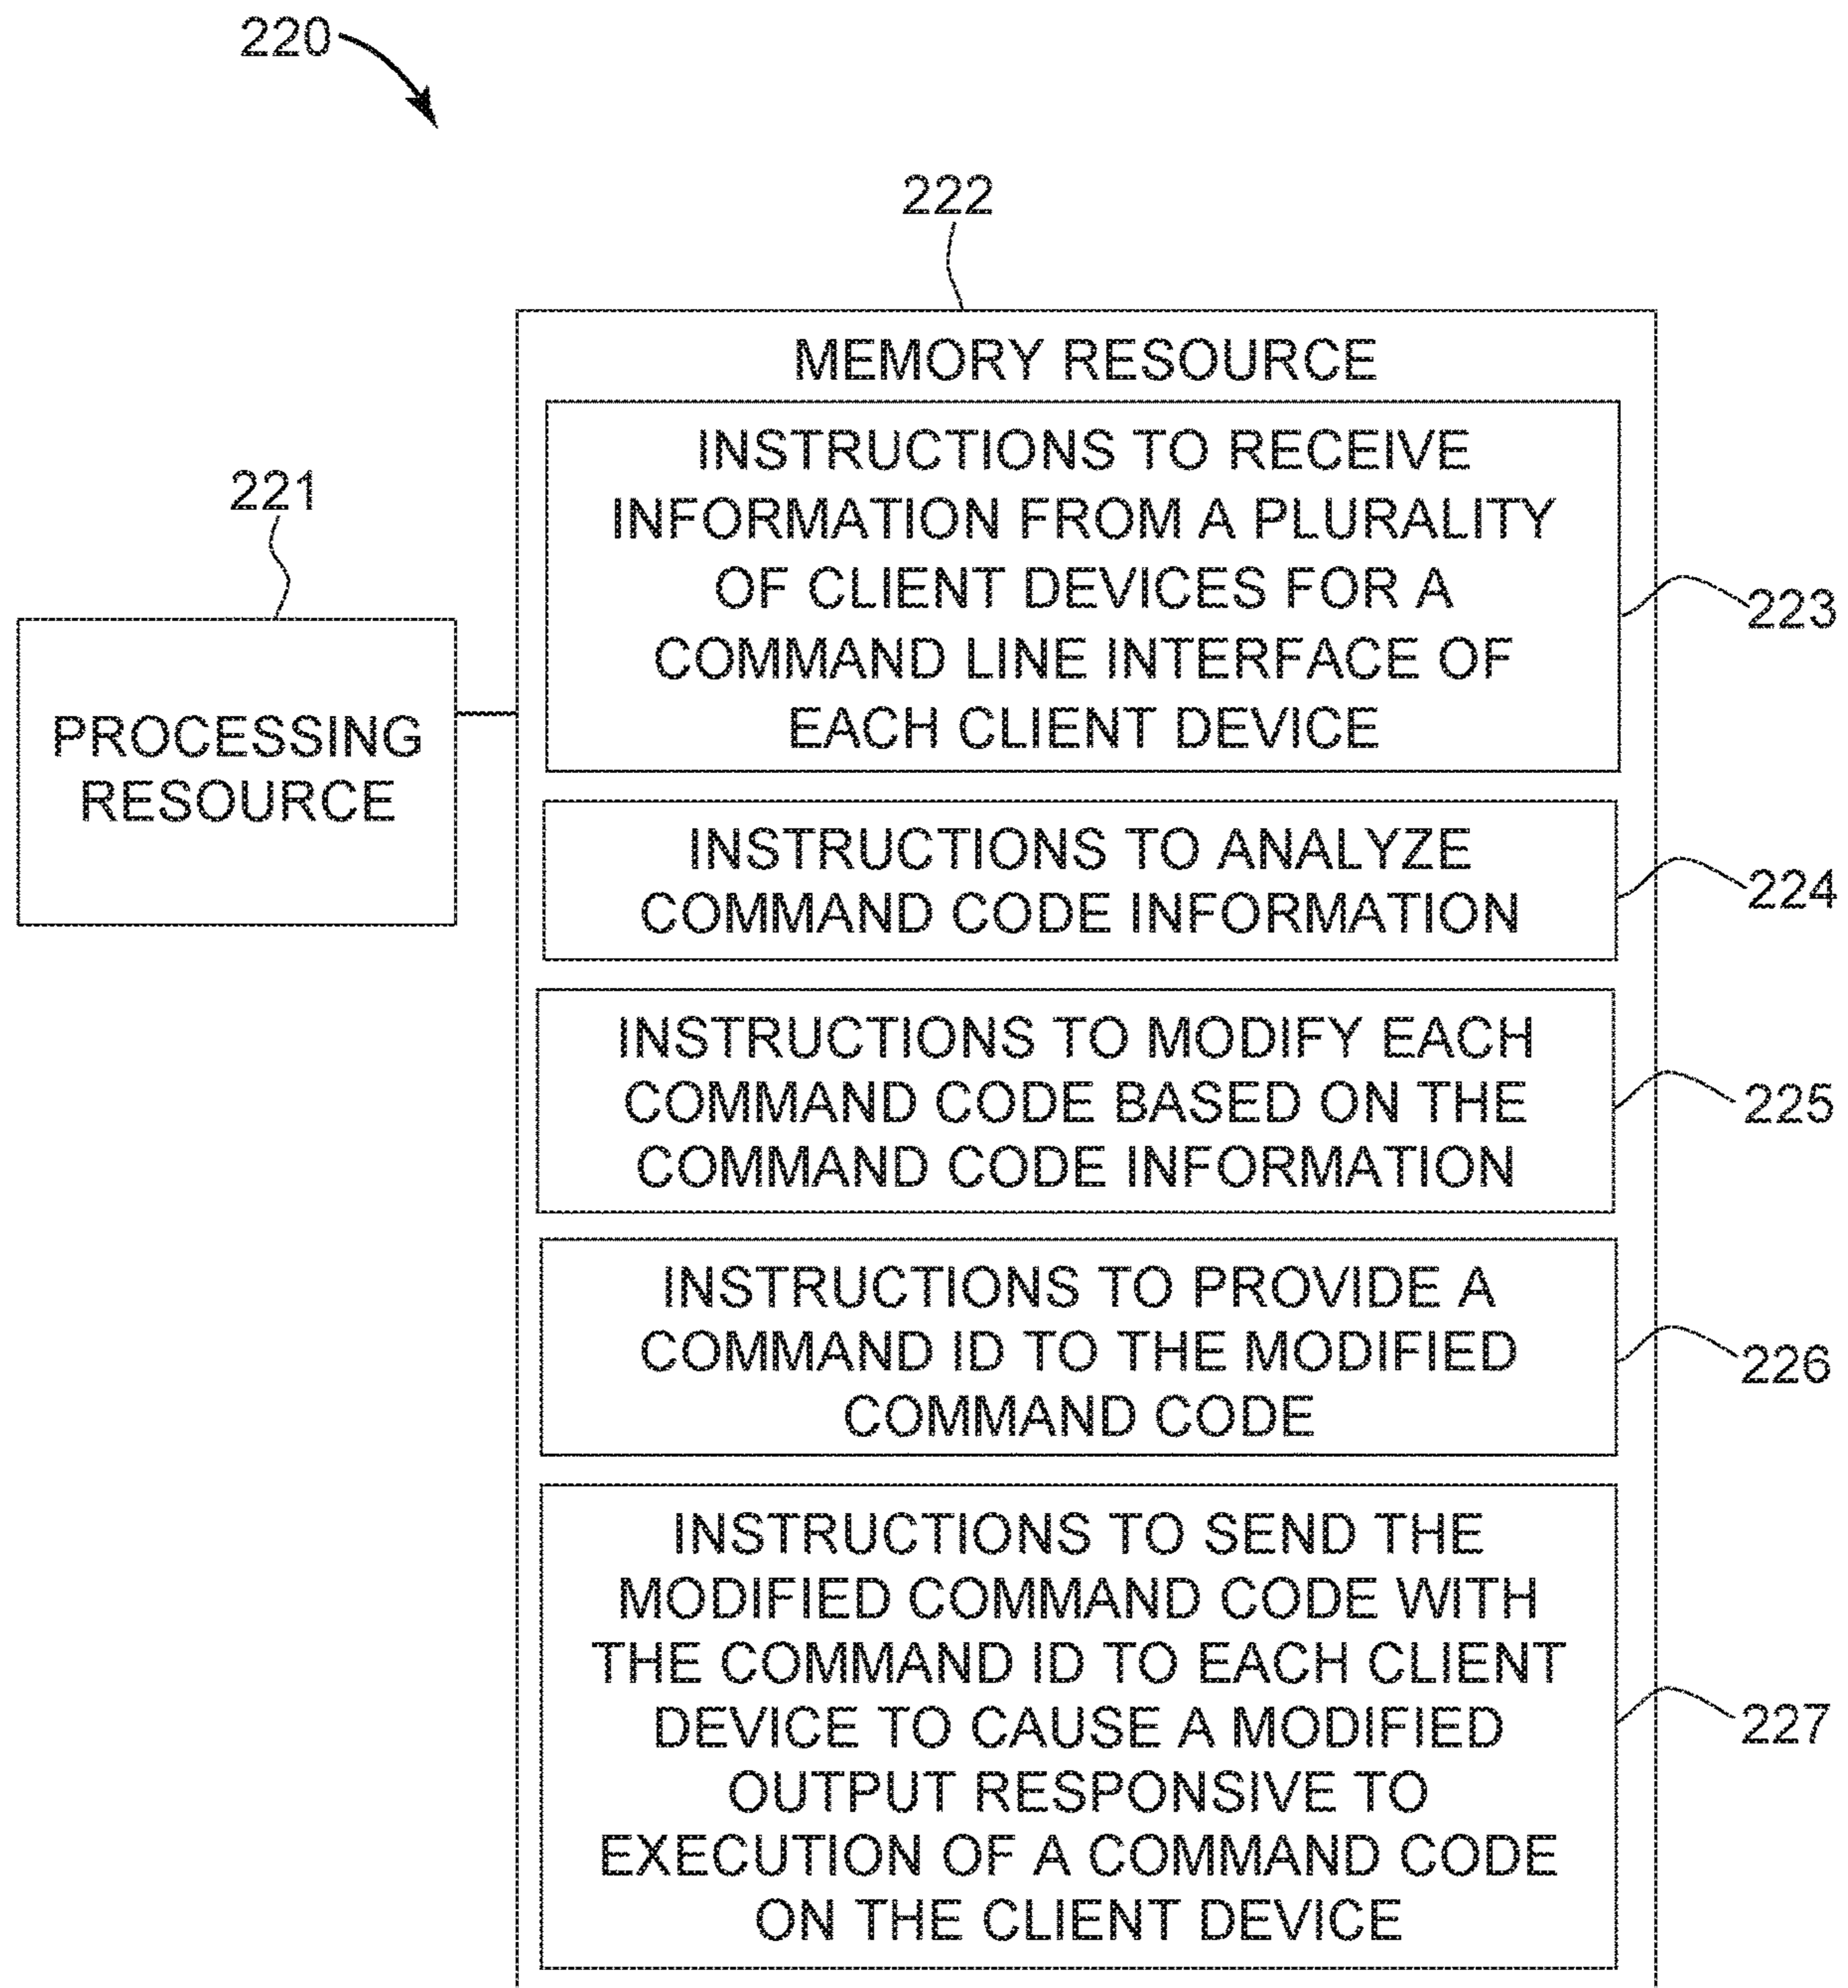 220
222
MEMORY RESOURCE
INSTRUCTIONS TO RECEIVE
INFORMATION FROM A PLURALITY
OF CLIENT DEVICES FOR A
COMMAND LINE INTERFACE OF
EACH CLIENT DEVICE
223
221
PROCESSING
RESOURCE
INSTRUCTIONS TO ANALYZE
COMMAND CODE INFORMATION
224
INSTRUCTIONS TO MODIFY EACH
COMMAND CODE BASED ON THE
COMMAND CODE INFORMATION
225
INSTRUCTIONS TO PROVIDE A
COMMAND ID TO THE MODIFIED
COMMAND CODE
226
INSTRUCTIONS TO SEND THE
MODIFIED COMMAND CODE WITH
THE COMMAND ID TO EACH CLIENT
DEVICE TO CAUSE A MODIFIED
OUTPUT RESPONSIVE TO
EXECUTION OF A COMMAND CODE
ON THE CLIENT DEVICE
227